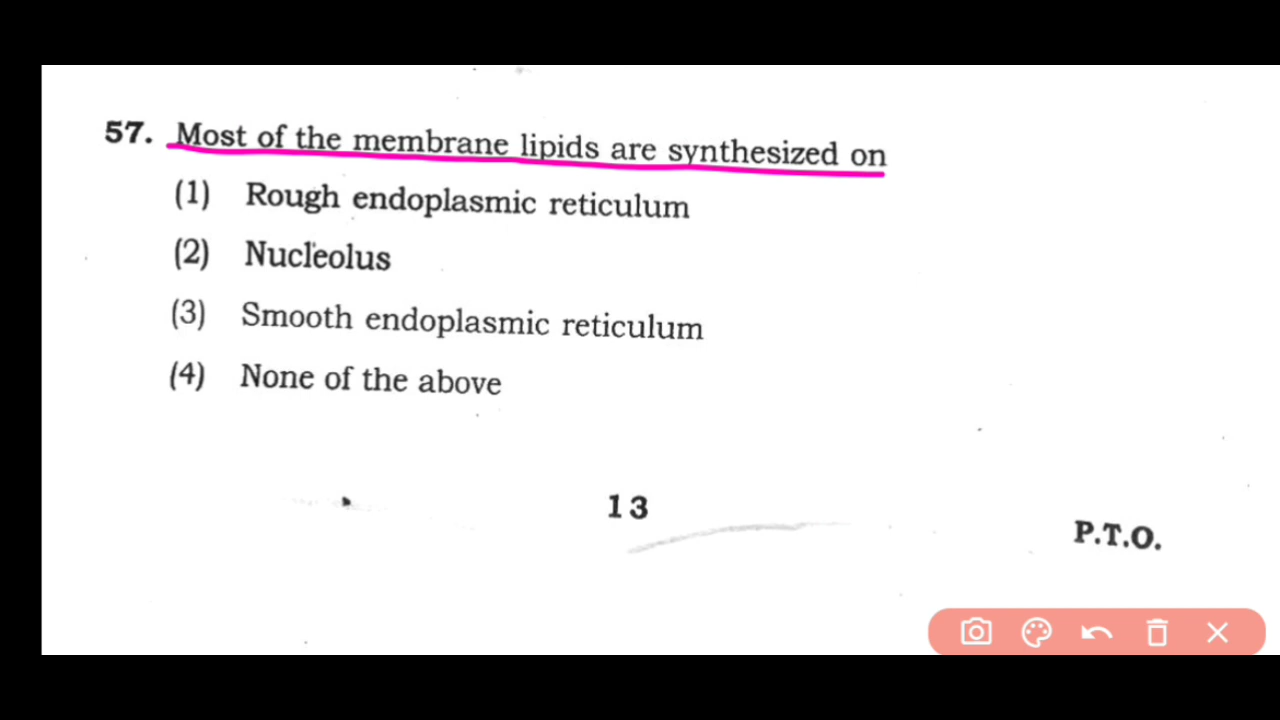 57. Most of the membrane lipids are synthesized on
(1) Rough endoplasmic reticulum
(2) Nucleolus
(3) Smooth endoplasmic reticulum
(4) None of the above
13
P.T.O.